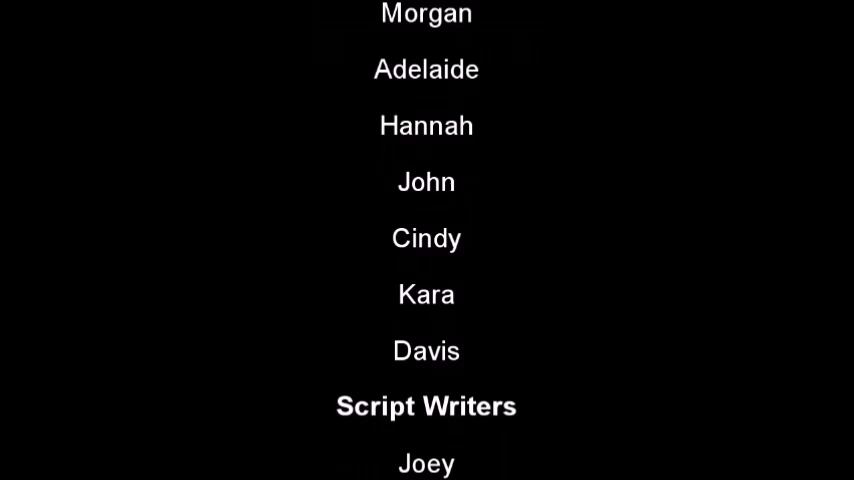 Morgan
Adelaide
Hannah
John
Cindy
Kara
Davis
Script Writers
Joey